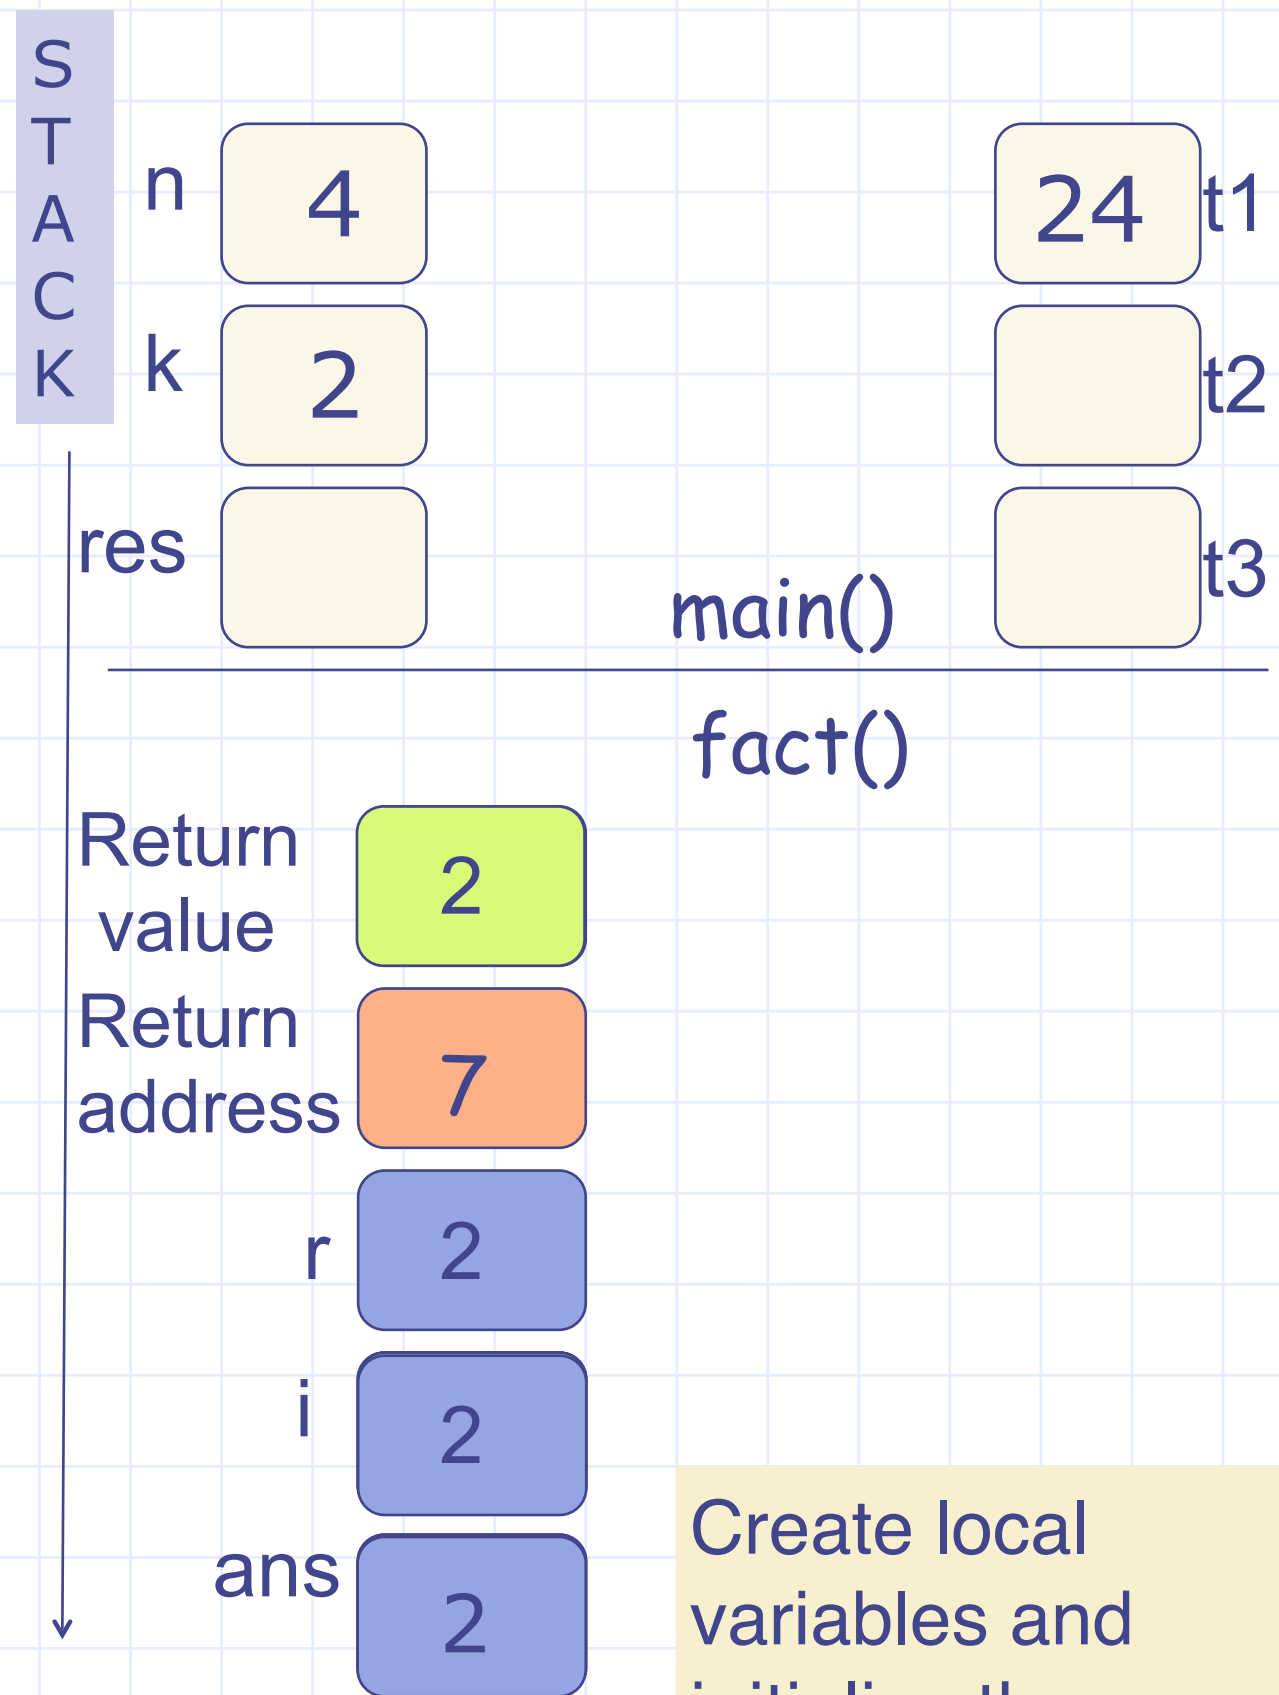 S
T
A
C
K
n 4 24 t1
k 2 t2
res t3
main()
fact()
Return
value
2
Return
address
7
r 2
i 2
ans 2
Create local
variables and